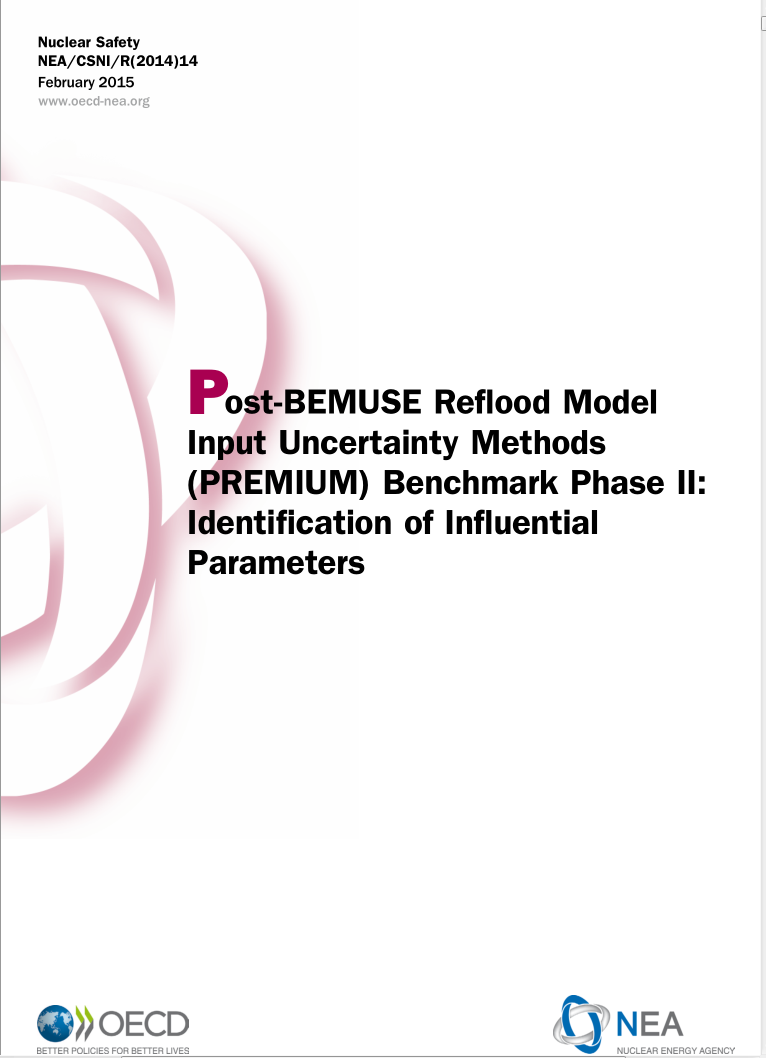 Nuclear Safety
NEA/CSNI/R(2014)14
February 2015
www.oecd-nea.org
Post-BEMUSE Reflood Model
Input Uncertainty Methods
(PREMIUM) Benchmark Phase II:
Identification of Influential
Parameters
OECD
BETTER POLICIES FOR BETTER LIVES
NEA
NUCLEAR ENERGY AGENCY